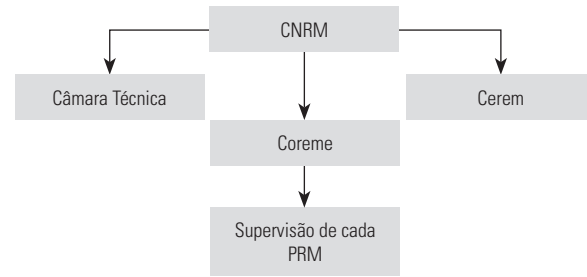 CNRM
Câmara Técnica
Cerem
Coreme
Supervisão de cada
PRM